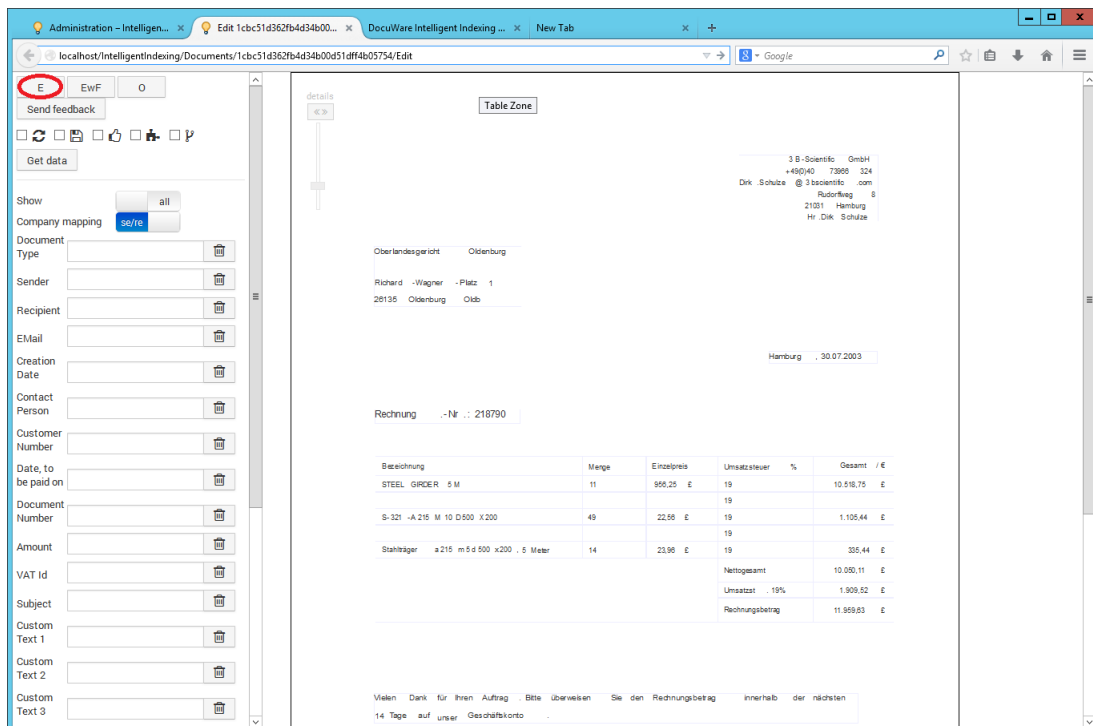 Administration – Intelligen... × Edit 1cbc51d362fb4d34b00... × DocuWare Intelligent Indexing ... × New Tab × +
localhost/IntelligentIndexing/Documents/1cbc51d362fb4d34b00d51dff4b05754/Edit
8 Google
E EwF O
Send feedback
Get data
Show all
Company mapping se/re
Document
Type
Sender
Recipient
EMail
Creation
Date
Contact
Person
Customer
Number
Date, to
be paid on
Document
Number
Amount
VAT Id
Subject
Custom
Text 1
Custom
Text 2
Custom
Text 3
details
Table Zone
3 B -Scientific GmbH
+49(0)40 73966 324
Dirk .Schulze @ 3 bscientific .com
Rudorffweg 8
21031 Hamburg
Hr .Dirk Schulze
Oberlandesgericht Oldenburg
Richard -Wagner -Platz 1
26135 Oldenburg Oldb
Hamburg , 30.07.2003
Rechnung .-Nr .: 218790
Bezeichnung Menge Einzelpreis Umsatzsteuer % Gesamt / €
STEEL GIRDER 5 M 11 956,25 £ 19 10.518,75 £
19
S-321 -A 215 M 10 D500 X200 49 22,56 £ 19 1.105,44 £
19
Stahlträger a215 m5d 500 x200 , 5 Meter 14 23,96 £ 19 335,44 £
Nettogesamt 10.050,11 £
Umsatzst . 19% 1.909,52 £
Rechnungsbetrag 11.959,63 £
Vielen Dank für Ihren Auftrag . Bitte überweisen Sie den Rechnungsbetrag innerhalb der nächsten
14 Tage auf unser Geschäftskonto .